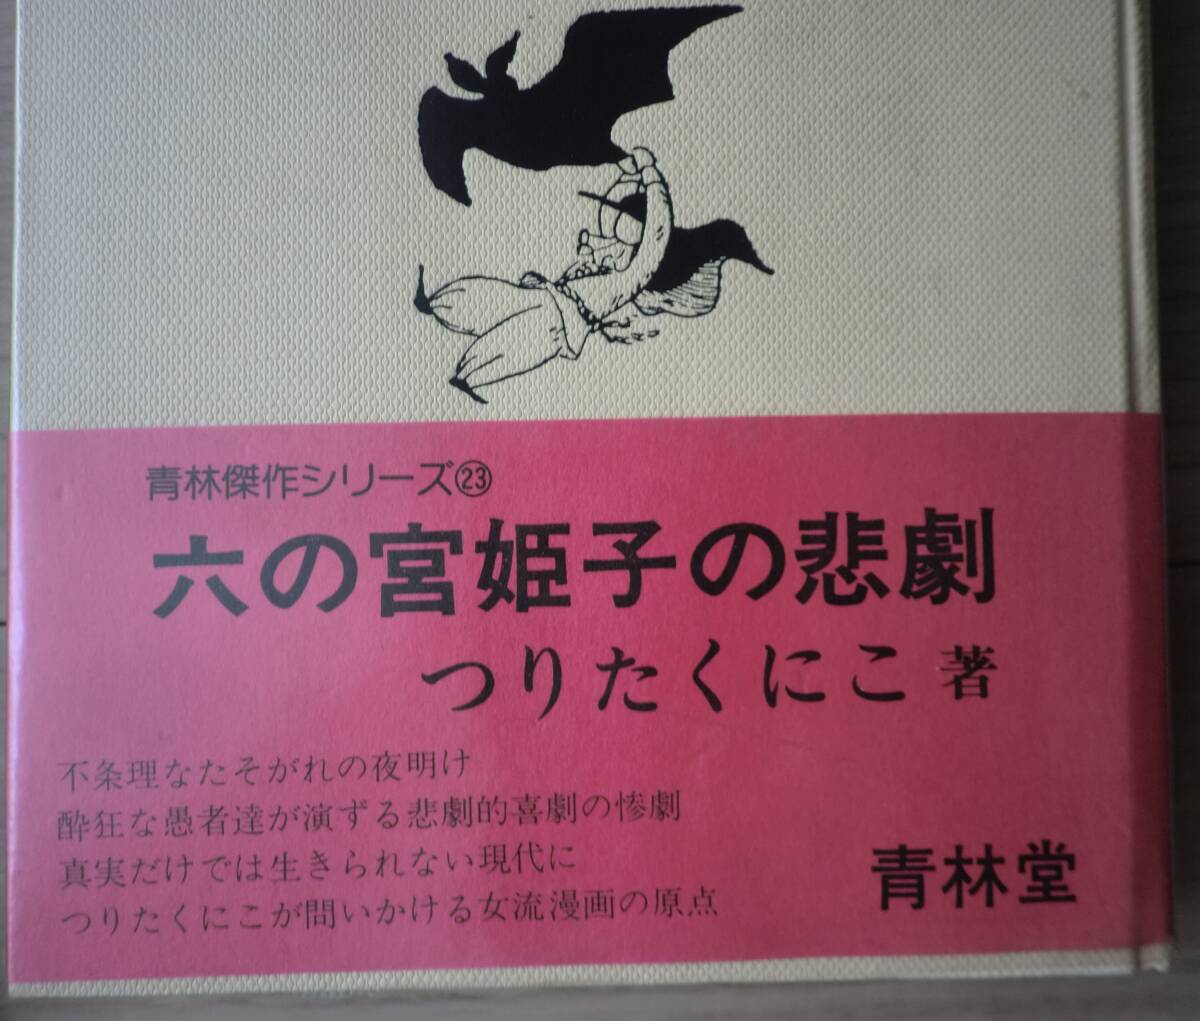 青林傑作シリーズ㉓
六の宮姫子の悲劇
つりたくにこ 著
不条理なたそがれの夜明け
酔狂な愚者達が演ずる悲劇的喜劇の惨劇
真実だけでは生きられない現代に
つりたくにこが問いかける女流漫画の原点
青林堂